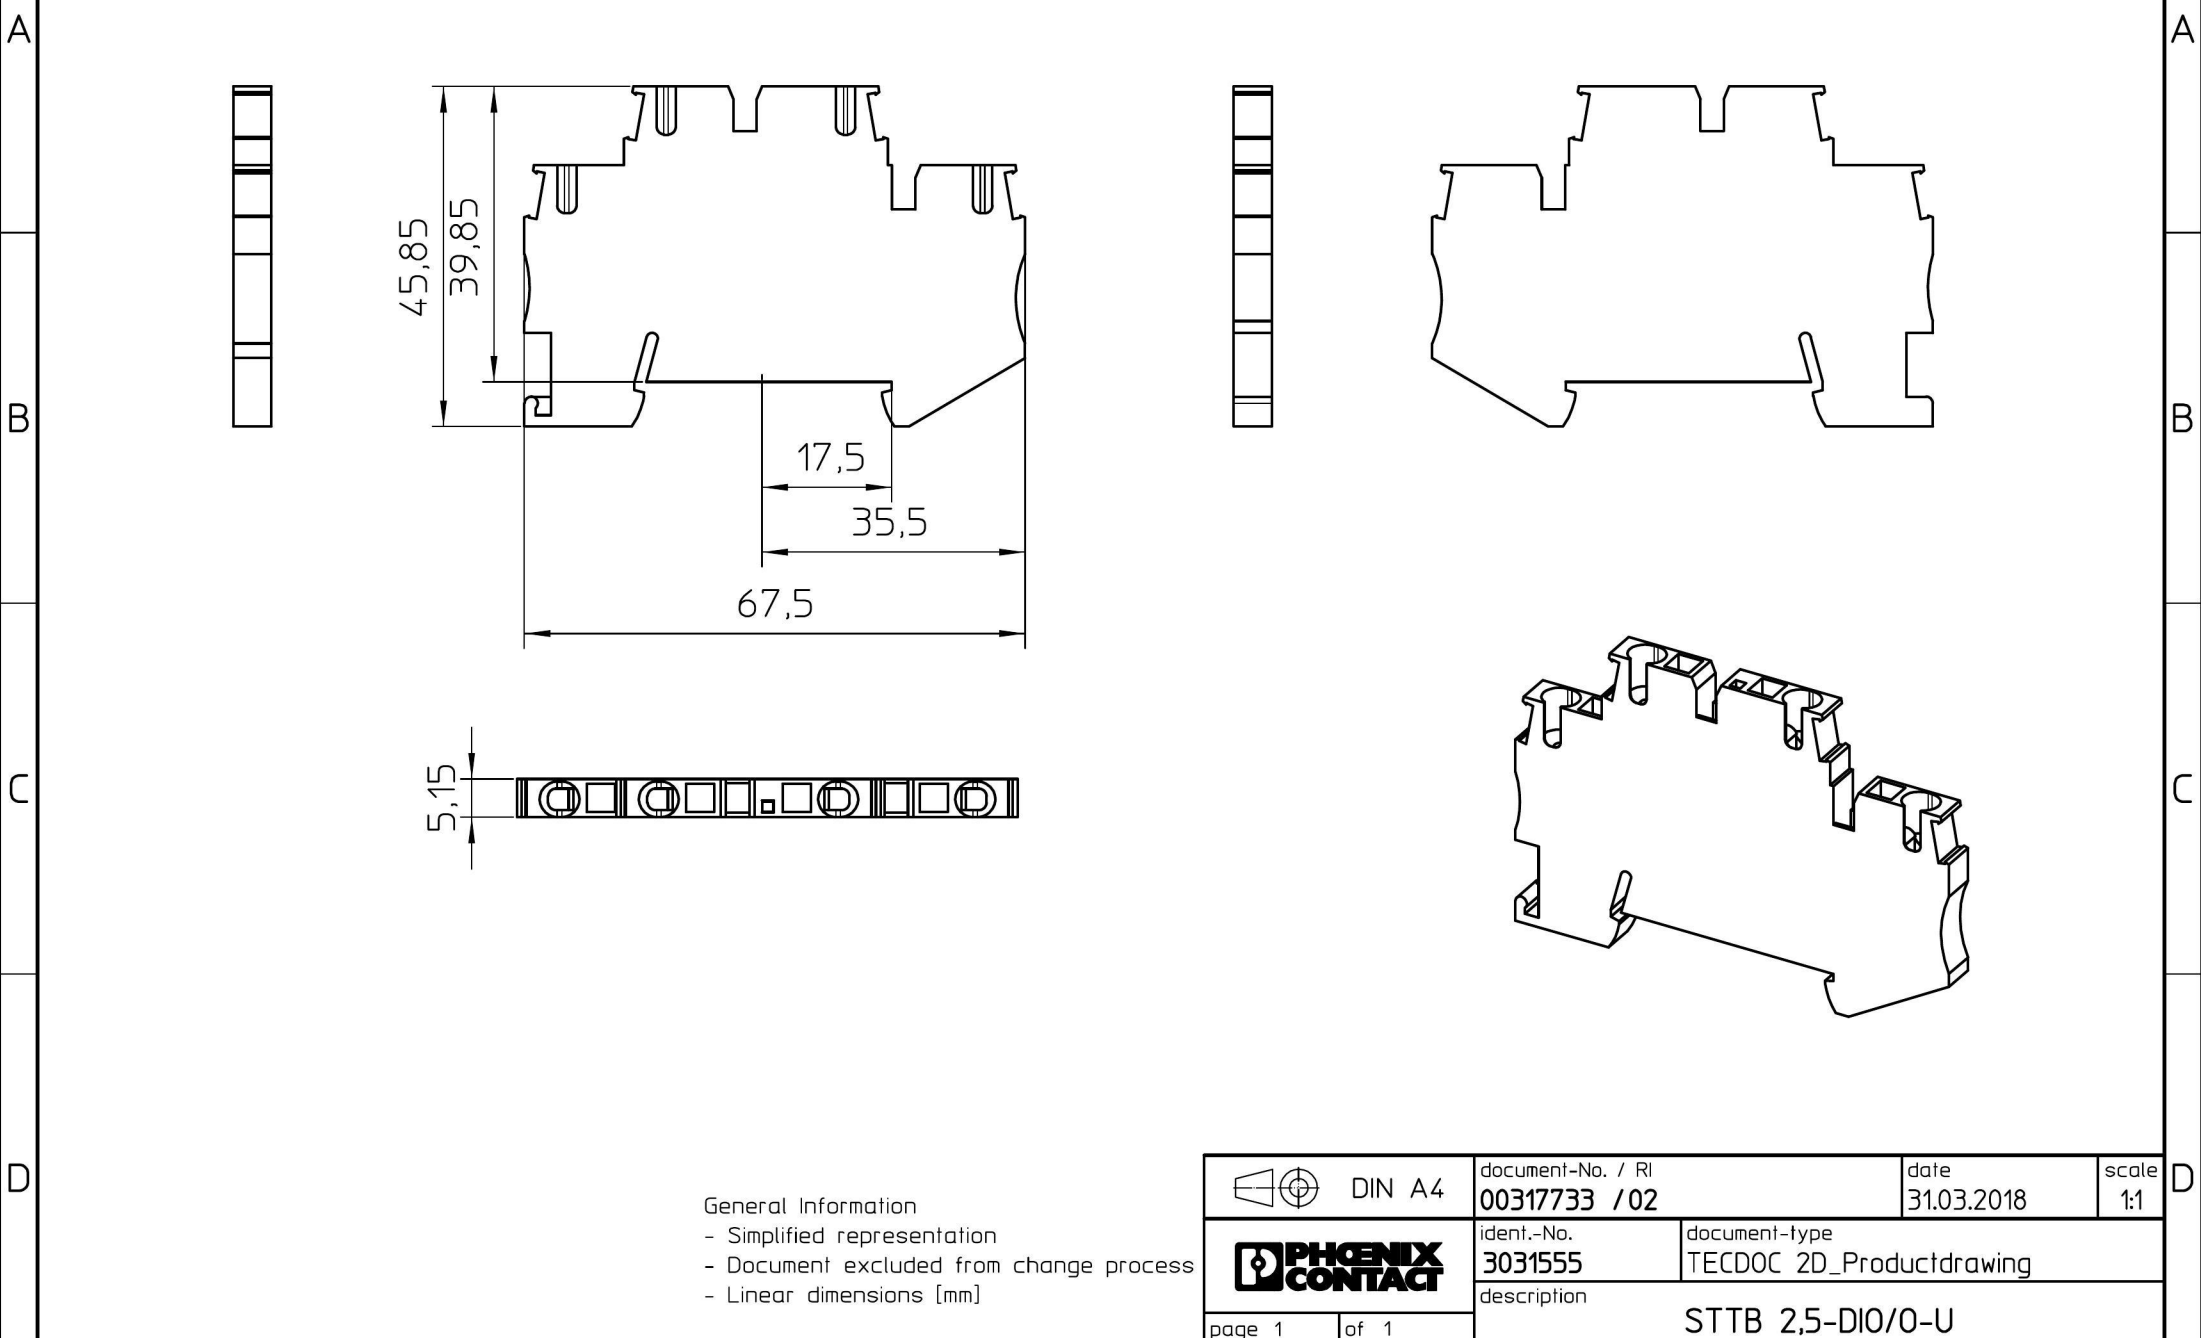 A
A
45,85
39,85
17,5
35,5
67,5
B
B
5,15
C
C
D
D
General Information
- Simplified representation
- Document excluded from change process
- Linear dimensions [mm]
DIN A4
document-No. / RI
00317733 /02
date
31.03.2018
scale
1:1
PHOENIX
CONTACT
ident.-No.
3031555
document-type
TECDOC 2D_Productdrawing
description
STTB 2,5-DIO/O-U
page 1
of 1